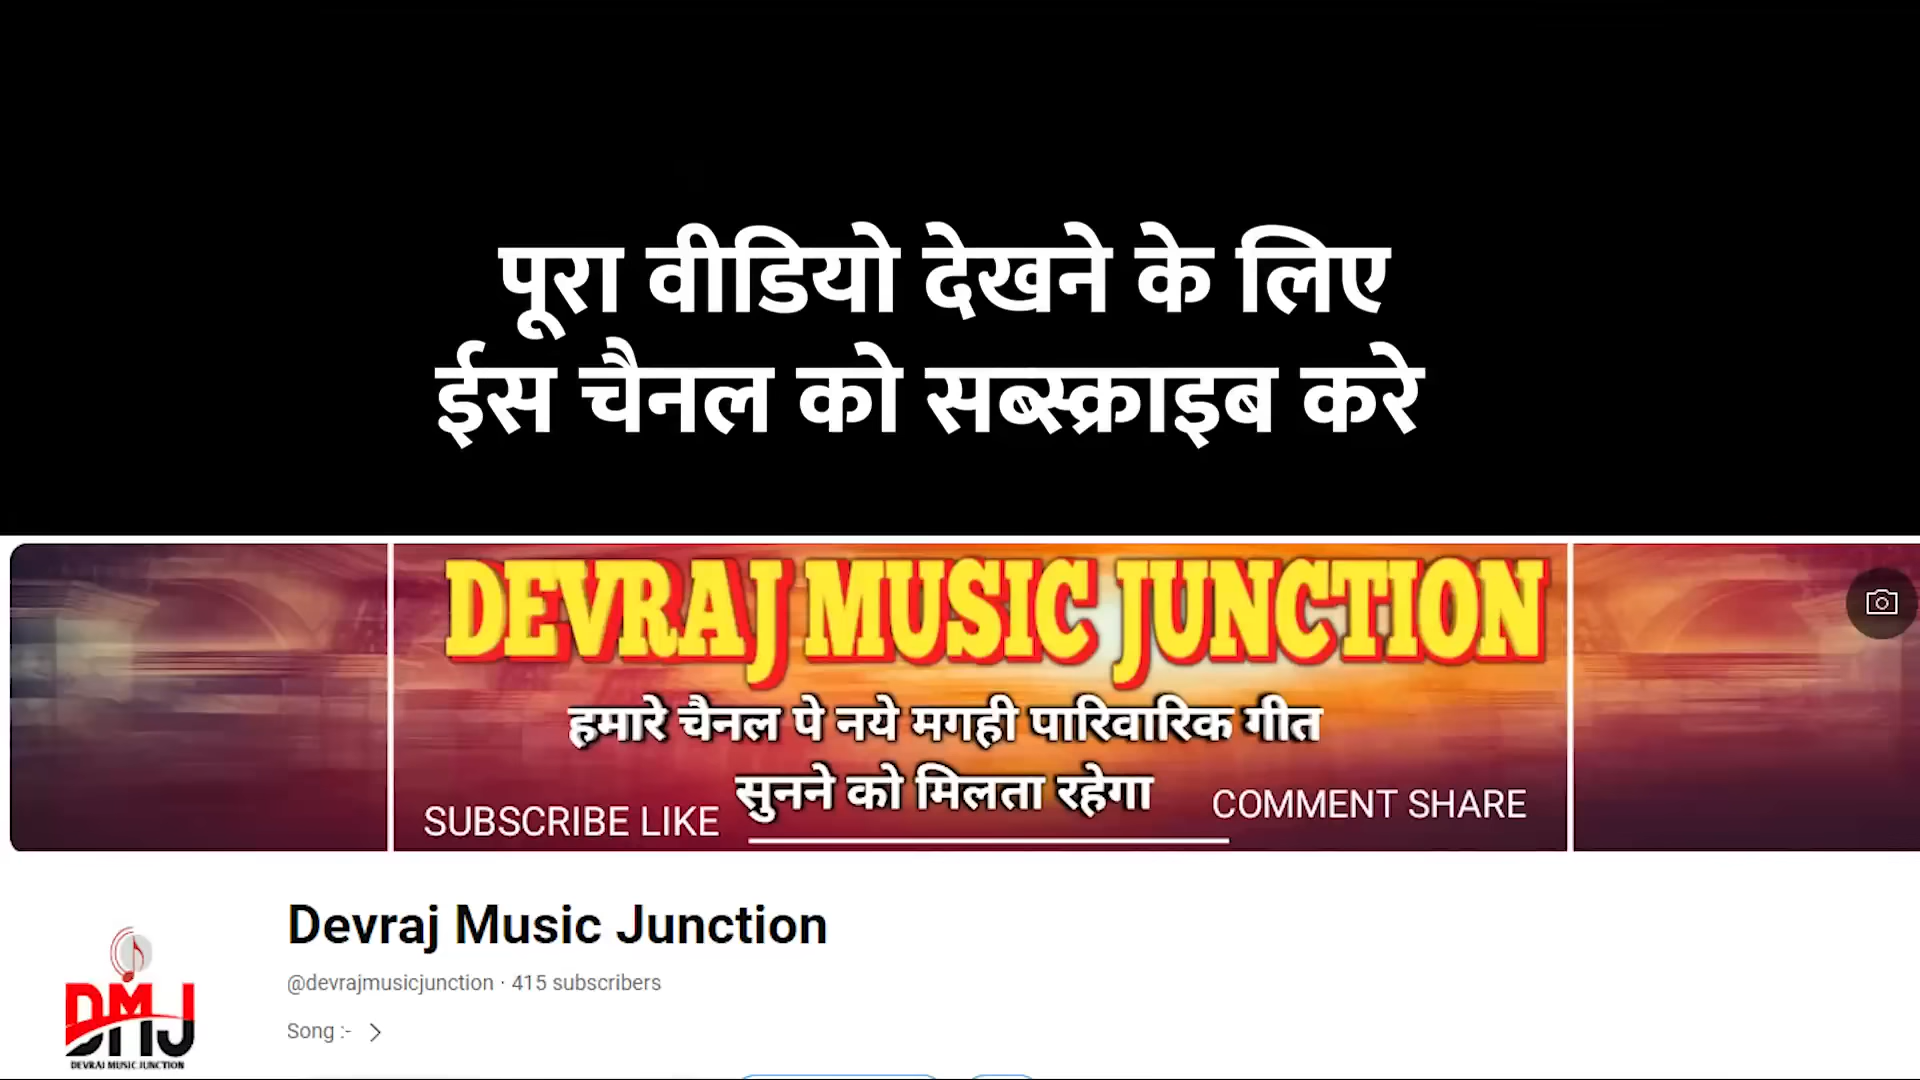 पूरा वीडियो देखने के लिए
ईस चैनल को सब्स्क्राइब करे
DEVRAJ MUSIC JUNCTION
हमारे चैनल पे नये मगही पारिवारिक गीत
सुनने को मिलता रहेगा
SUBSCRIBE LIKE
COMMENT SHARE
Devraj Music Junction
@devrajmusicjunction · 415 subscribers
Song :-
DMJ
DEVRAJ MUSIC JUNCTION